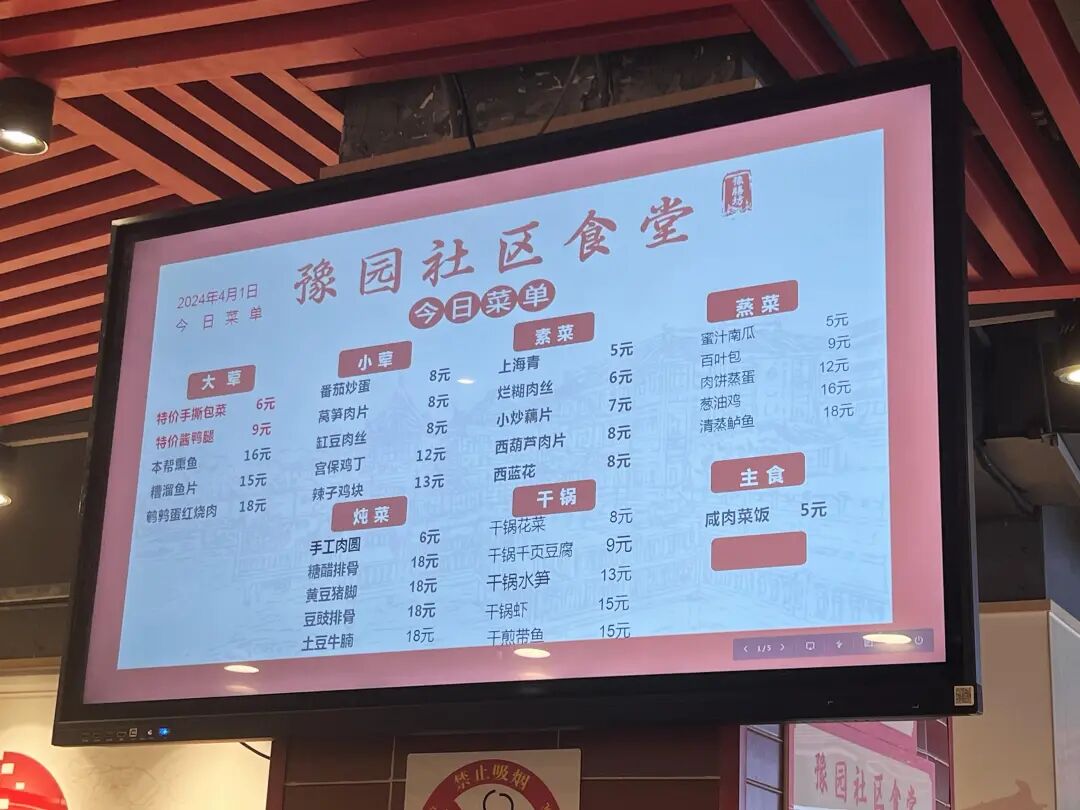 豫园社区食堂
豫膳坊
2024年4月1日
今日菜单
今日菜单
大荤
特价手撕包菜 6元
特价酱鸭腿 9元
本帮熏鱼 16元
糟溜鱼片 15元
鹌鹑蛋红烧肉 18元
小荤
番茄炒蛋 8元
莴笋肉片 8元
缸豆肉丝 8元
宫保鸡丁 12元
辣子鸡块 13元
炖菜
手工肉圆 6元
糖醋排骨 18元
黄豆猪脚 18元
豆豉排骨 18元
土豆牛腩 18元
素菜
上海青 5元
烂糊肉丝 6元
小炒藕片 7元
西葫芦肉片 8元
西蓝花 8元
干锅
干锅花菜 8元
干锅千页豆腐 9元
干锅水笋 13元
干锅虾 15元
干煎带鱼 15元
蒸菜
蜜汁南瓜 5元
百叶包 9元
肉饼蒸蛋 12元
葱油鸡 16元
清蒸鲈鱼 18元
主食
咸肉菜饭 5元
1/5
禁止吸烟
豫园社区食堂